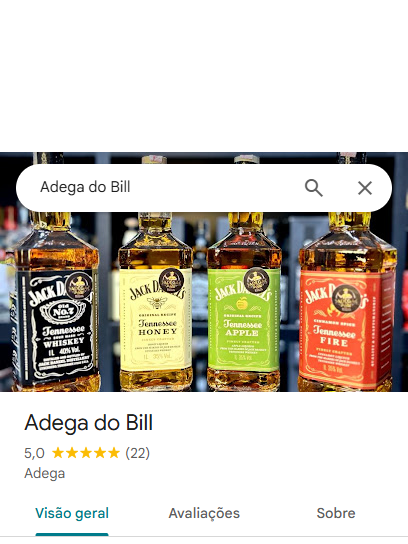 Adega do Bill
JACK DANIEL'S
Old
No.7
Tennessee
WHISKEY
1L 40% Vol.
JACK DANIEL'S
Tennessee
HONEY
JACK DANIEL'S
Tennessee
APPLE
JACK DANIEL'S
Tennessee
FIRE
Adega do Bill
5,0 ★★★★★ (22)
Adega
Visão geral
Avaliações
Sobre